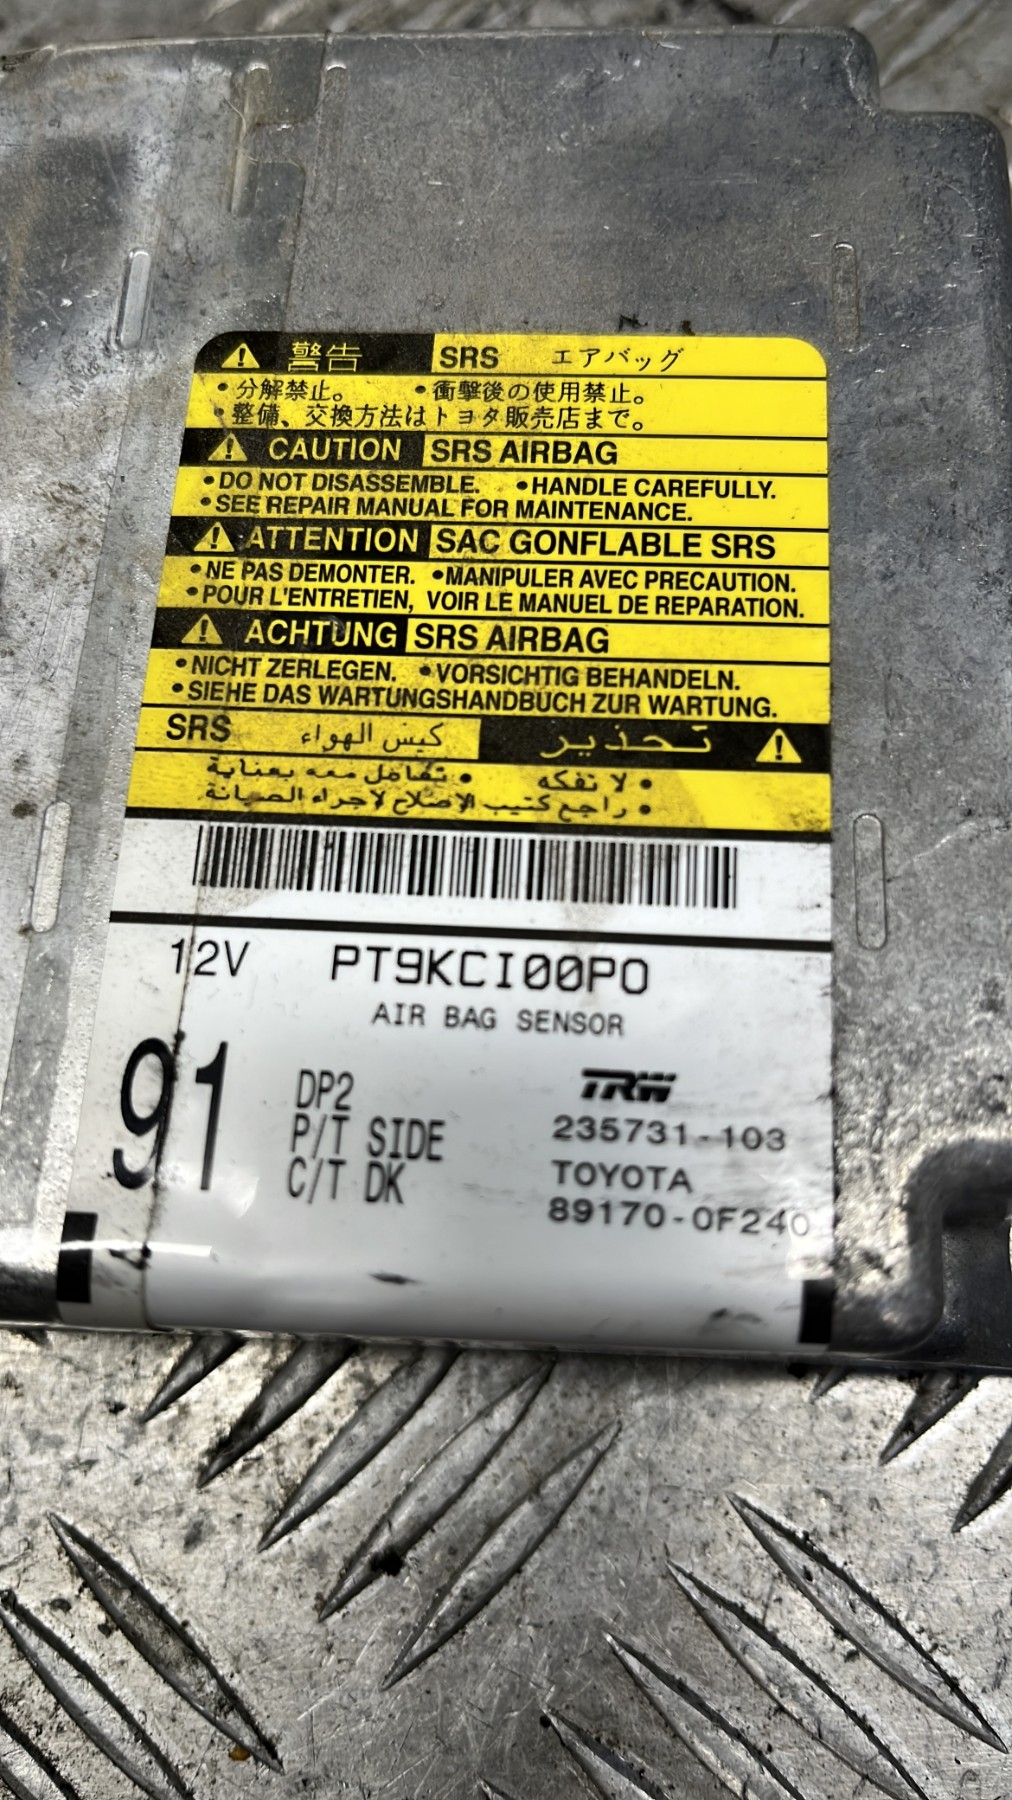 警告 SRS エアバッグ
・分解禁止。 ・衝撃後の使用禁止。
・整備、交換方法はトヨタ販売店まで。
CAUTION SRS AIRBAG
•DO NOT DISASSEMBLE. •HANDLE CAREFULLY.
•SEE REPAIR MANUAL FOR MAINTENANCE.
ATTENTION SAC GONFLABLE SRS
•NE PAS DEMONTER. •MANIPULER AVEC PRECAUTION.
•POUR L'ENTRETIEN, VOIR LE MANUEL DE REPARATION.
ACHTUNG SRS AIRBAG
•NICHT ZERLEGEN. •VORSICHTIG BEHANDELN.
•SIEHE DAS WARTUNGSHANDBUCH ZUR WARTUNG.
تحذير كيس الهواء SRS
• لا تفكه • تعامل معه بعناية
• راجع كتيب الإصلاح لإجراء الصيانة
12V PT9KCI00P0
AIR BAG SENSOR
91
DP2
P/T SIDE
C/T DK
TRW
235731-103
TOYOTA
89170-0F240